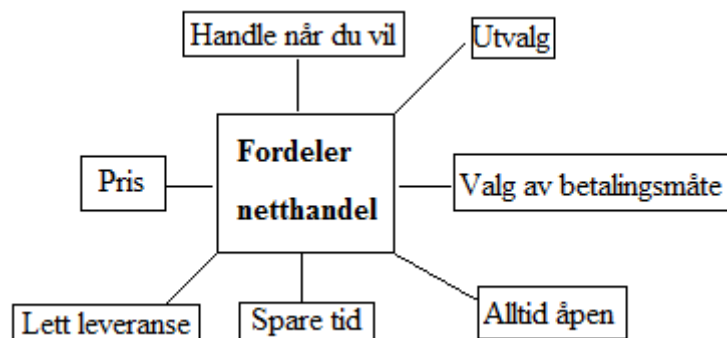 Handle når du vil
Utvalg
Fordeler
netthandel
Pris
Valg av betalingsmåte
Lett leveranse
Spare tid
Alltid åpen